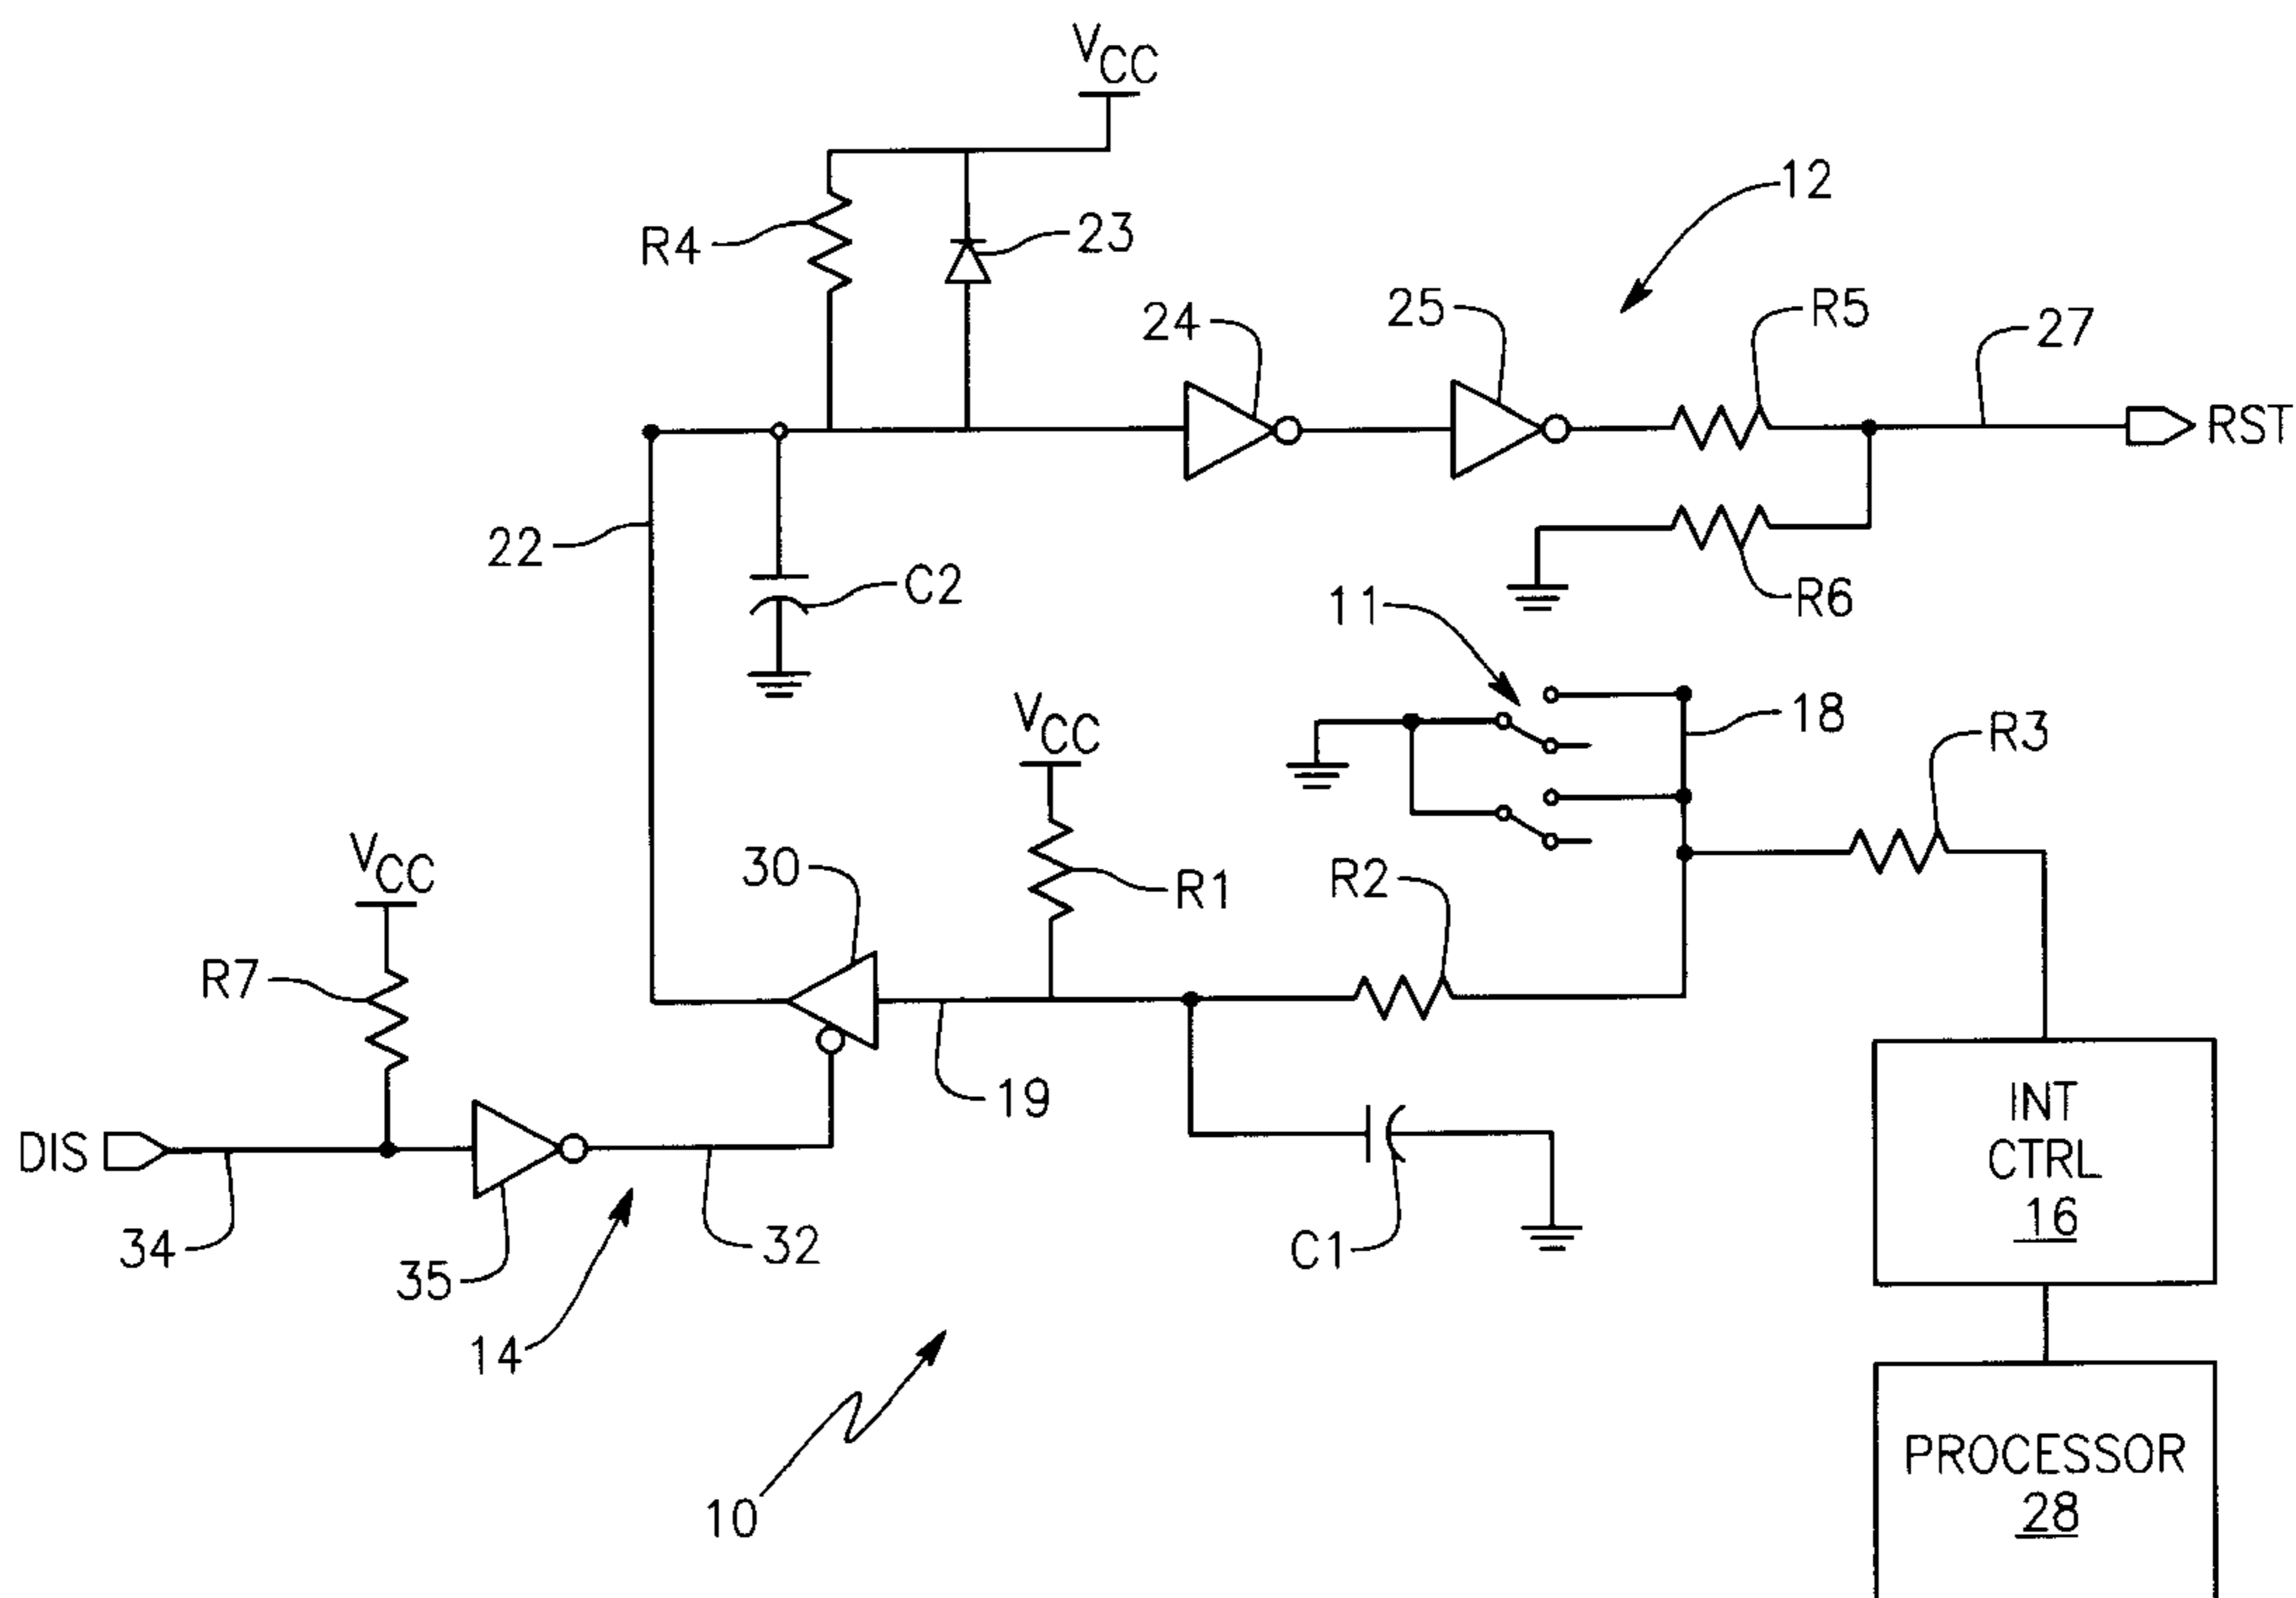 VCC
12
R4
23
24
25
R5
27
RST
22
C2
R6
11
VCC
18
R3
VCC
30
R1
R2
R7
19
INT
CTRL
16
DIS
34
35
32
C1
14
10
PROCESSOR
28